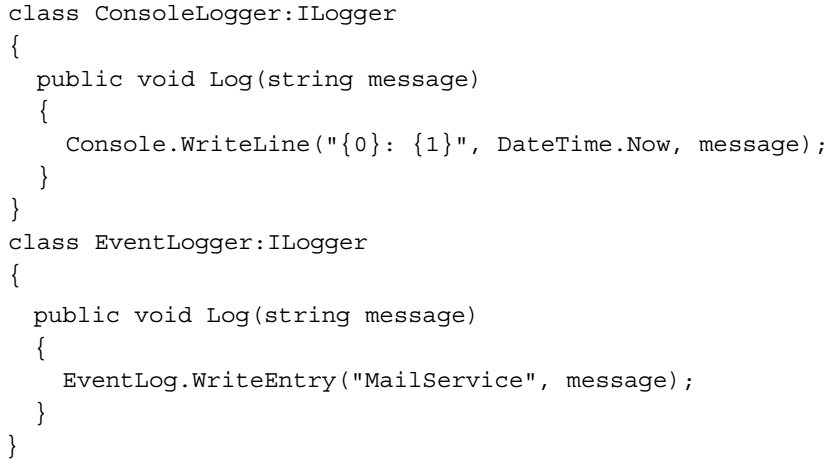 class ConsoleLogger:ILogger
{
  public void Log(string message)
  {
    Console.WriteLine("{0}: {1}", DateTime.Now, message);
  }
}
class EventLogger:ILogger
{
  public void Log(string message)
  {
    EventLog.WriteEntry("MailService", message);
  }
}